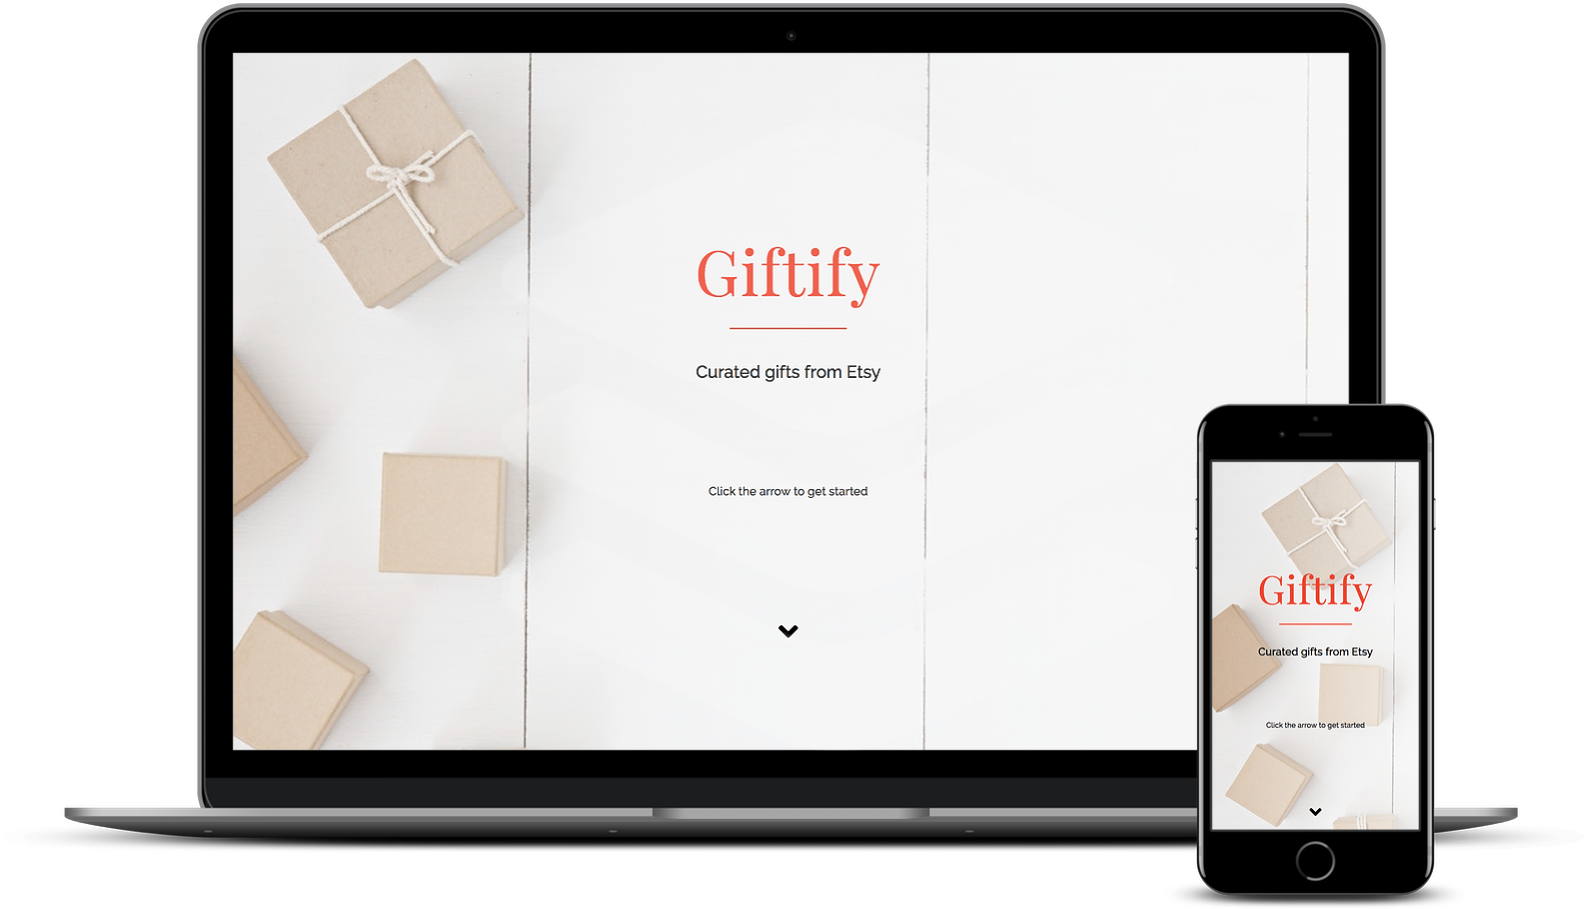 Giftify
Curated gifts from Etsy
Click the arrow to get started
Giftify
Curated gifts from Etsy
Click the arrow to get started